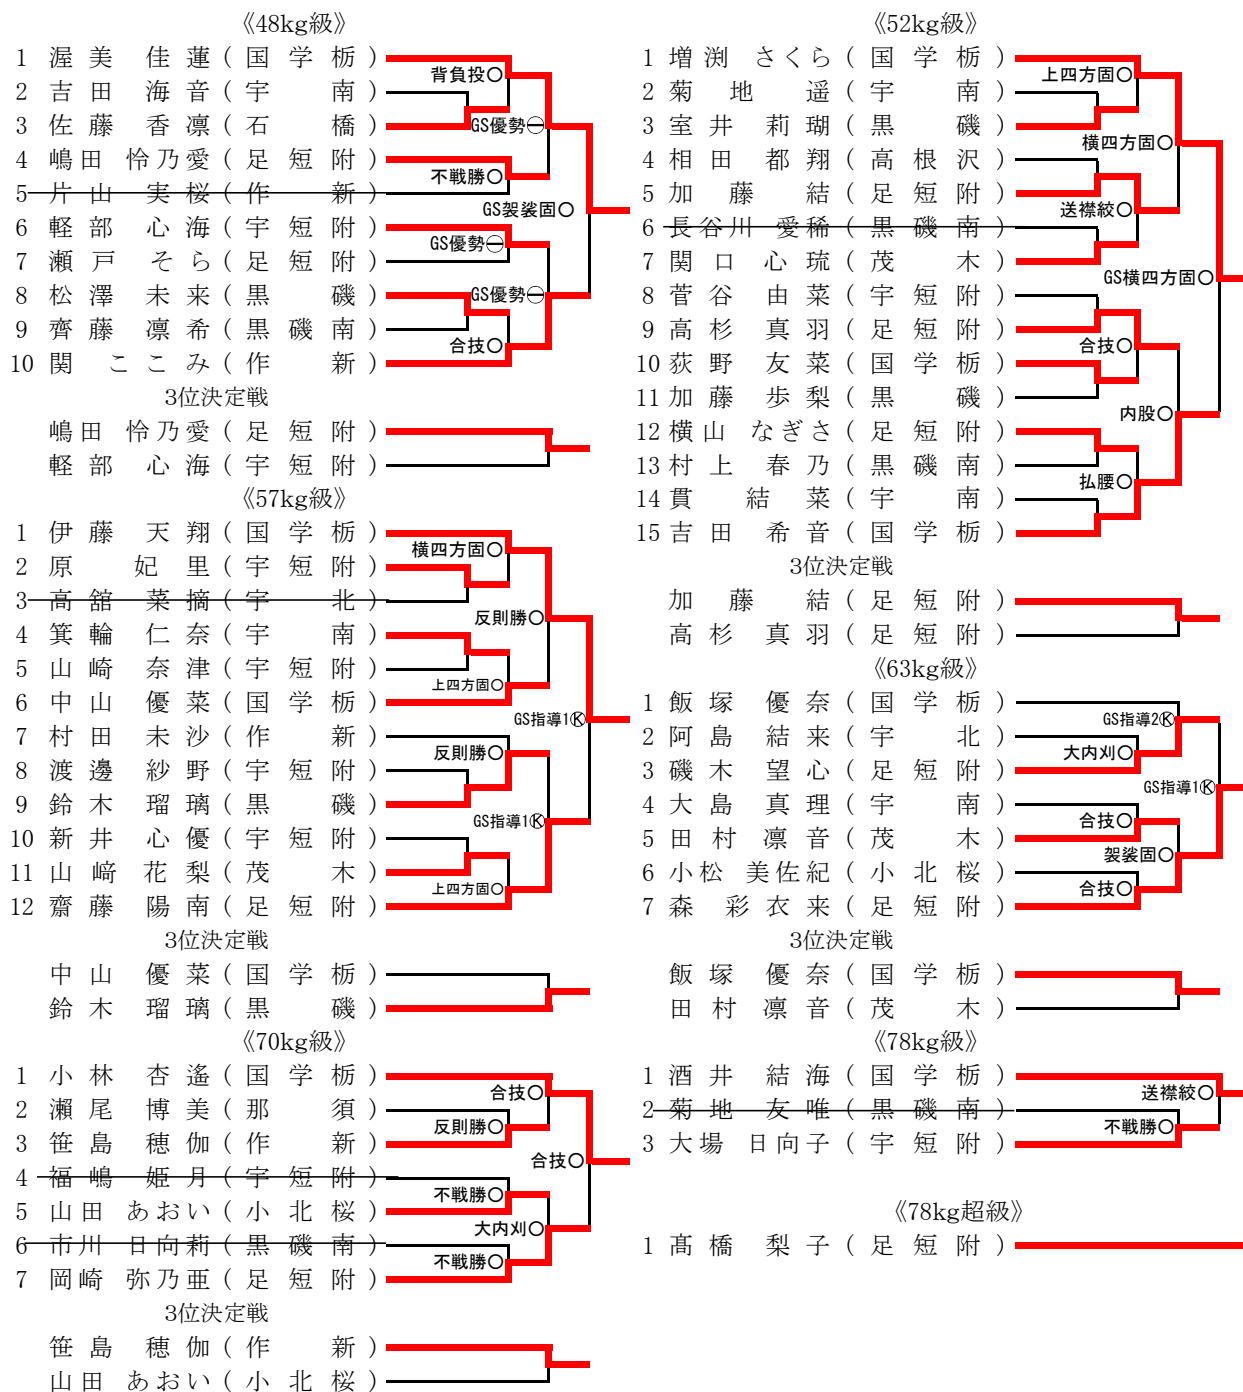 《48kg級》
1 渥美 佳蓮(国学栃)
2 吉田 海音(宇南)
3 佐藤 香凛(石橋)
4 嶋田 怜乃愛(足短附)
5 片山 実桜(作新)
6 軽部 心海(宇短附)
7 瀬戸 そら(足短附)
8 松澤 未来(黒磯)
9 齊藤 凛希(黒磯南)
10 関 ここみ(作新)
背負投○
GS優勢㊀
不戦勝○
GS袈裟固○
GS優勢㊀
GS優勢㊀
合技○
3位決定戦
嶋田 怜乃愛(足短附)
軽部 心海(宇短附)
《57kg級》
1 伊藤 天翔(国学栃)
2 原 妃里(宇短附)
3 高舘 菜摘(宇北)
4 箕輪 仁奈(宇南)
5 山崎 奈津(宇短附)
6 中山 優菜(国学栃)
7 村田 未沙(作新)
8 渡邊 紗野(宇短附)
9 鈴木 瑠璃(黒磯)
10 新井 心優(宇短附)
11 山﨑 花梨(茂木)
12 齋藤 陽南(足短附)
横四方固○
反則勝○
上四方固○
GS指導1Ⓚ
反則勝○
GS指導1Ⓚ
上四方固○
3位決定戦
中山 優菜(国学栃)
鈴木 瑠璃(黒磯)
《70kg級》
1 小林 杏遙(国学栃)
2 瀬尾 博美(那須)
3 笹島 穂伽(作新)
4 福嶋 姫月(宇短附)
5 山田 あおい(小北桜)
6 市川 日向莉(黒磯南)
7 岡崎 弥乃亜(足短附)
合技○
反則勝○
合技○
不戦勝○
大内刈○
不戦勝○
3位決定戦
笹島 穂伽(作新)
山田 あおい(小北桜)
《52kg級》
1 増渕 さくら(国学栃)
2 菊地 遥(宇南)
3 室井 莉瑚(黒磯)
4 相田 都翔(高根沢)
5 加藤 結(足短附)
6 長谷川 愛稀(黒磯南)
7 関口 心琉(茂木)
8 菅谷 由菜(宇短附)
9 高杉 真羽(足短附)
10 荻野 友菜(国学栃)
11 加藤 歩梨(黒磯)
12 横山 なぎさ(足短附)
13 村上 春乃(黒磯南)
14 貫 結菜(宇南)
15 吉田 希音(国学栃)
上四方固○
横四方固○
送襟絞○
GS横四方固○
合技○
内股○
払腰○
3位決定戦
加藤 結(足短附)
高杉 真羽(足短附)
《63kg級》
1 飯塚 優奈(国学栃)
2 阿島 結来(宇北)
3 磯木 望心(足短附)
4 大島 真理(宇南)
5 田村 凛音(茂木)
6 小松 美佐紀(小北桜)
7 森 彩衣来(足短附)
GS指導2Ⓚ
大内刈○
GS指導1Ⓚ
合技○
袈裟固○
合技○
3位決定戦
飯塚 優奈(国学栃)
田村 凛音(茂木)
《78kg級》
1 酒井 結海(国学栃)
2 菊地 友唯(黒磯南)
3 大場 日向子(宇短附)
送襟絞○
不戦勝○
《78kg超級》
1 髙橋 梨子(足短附)